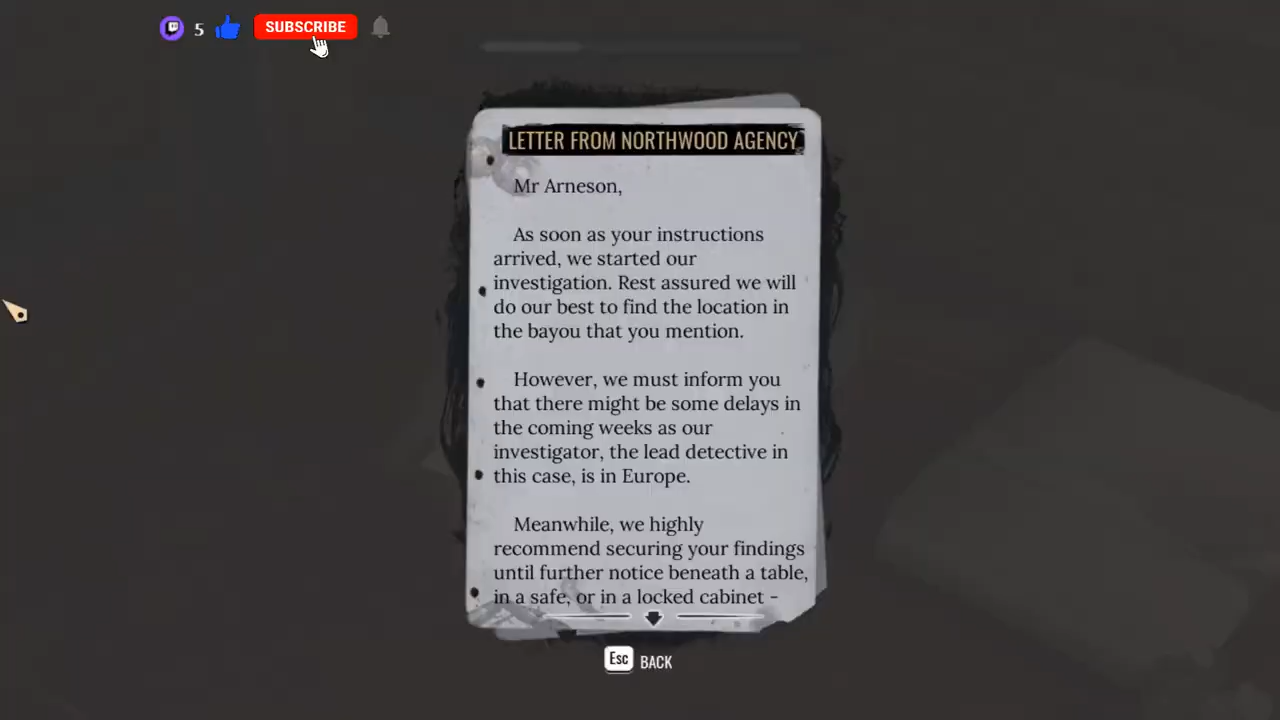 5
SUBSCRIBE
LETTER FROM NORTHWOOD AGENCY
Mr Arneson,
As soon as your instructions
arrived, we started our
investigation. Rest assured we will
do our best to find the location in
the bayou that you mention.
However, we must inform you
that there might be some delays in
the coming weeks as our
investigator, the lead detective in
this case, is in Europe.
Meanwhile, we highly
recommend securing your findings
until further notice beneath a table,
in a safe, or in a locked cabinet -
Esc BACK